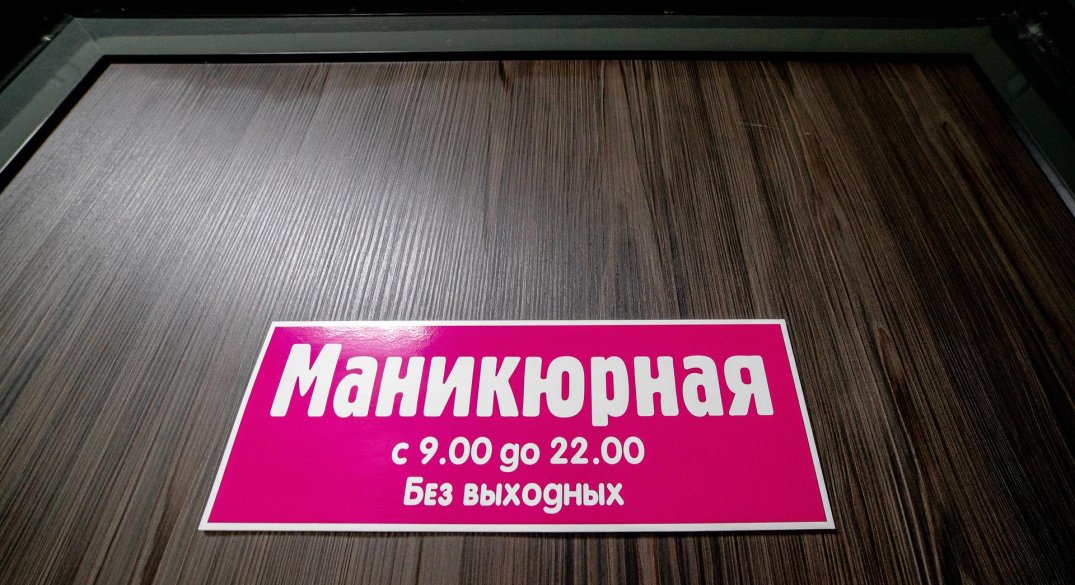 Маникюрная
с 9.00 до 22.00
Без выходных